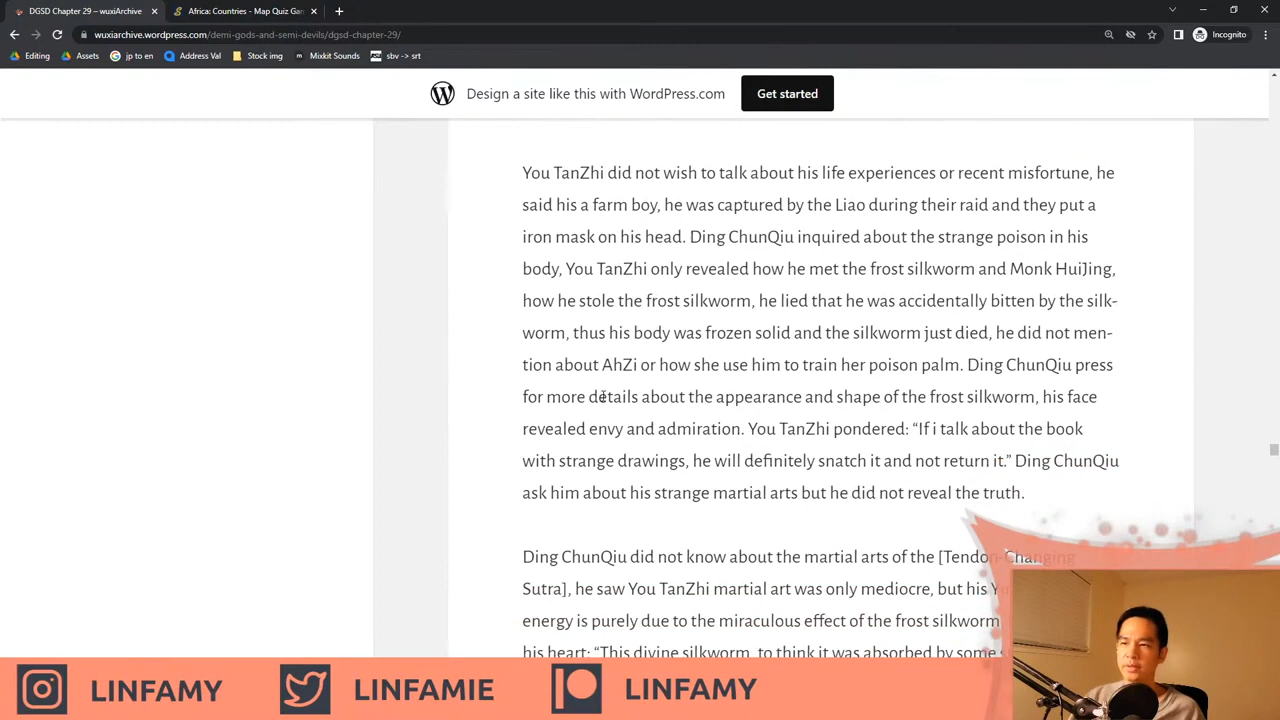 DGSD Chapter 29 – wuxiArchive
Africa: Countries - Map Quiz Gam
wuxiarchive.wordpress.com/demi-gods-and-semi-devils/dgsd-chapter-29/
Incognito
Editing
Assets
jp to en
Address Val
Stock img
Mixkit Sounds
sbv -> srt
Design a site like this with WordPress.com
Get started
You TanZhi did not wish to talk about his life experiences or recent misfortune, he
said his a farm boy, he was captured by the Liao during their raid and they put a
iron mask on his head. Ding ChunQiu inquired about the strange poison in his
body, You TanZhi only revealed how he met the frost silkworm and Monk HuiJing,
how he stole the frost silkworm, he lied that he was accidentally bitten by the silk-
worm, thus his body was frozen solid and the silkworm just died, he did not men-
tion about AhZi or how she use him to train her poison palm. Ding ChunQiu press
for more details about the appearance and shape of the frost silkworm, his face
revealed envy and admiration. You TanZhi pondered: “If i talk about the book
with strange drawings, he will definitely snatch it and not return it.” Ding ChunQiu
ask him about his strange martial arts but he did not reveal the truth.
Ding ChunQiu did not know about the martial arts of the [Tendon-Changing
Sutra], he saw You TanZhi martial art was only mediocre, but his
energy is purely due to the miraculous effect of the frost silkworm
his heart: “This divine silkworm, to think it was absorbed by some
LINFAMY
LINFAMIE
LINFAMY